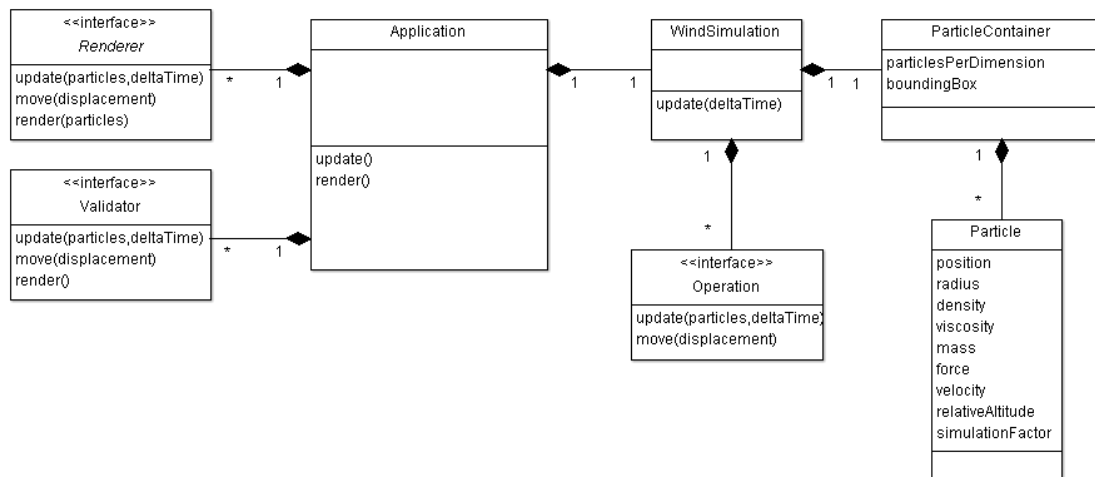 <<interface>>
Renderer
update(particles,deltaTime)
move(displacement)
render(particles)
* 1
Application
update()
render()
1 1
WindSimulation
update(deltaTime)
1 1
ParticleContainer
particlesPerDimension
boundingBox
<<interface>>
Validator
update(particles,deltaTime)
move(displacement)
render()
* 1
1
*
<<interface>>
Operation
update(particles,deltaTime)
move(displacement)
1
*
Particle
position
radius
density
viscosity
mass
force
velocity
relativeAltitude
simulationFactor